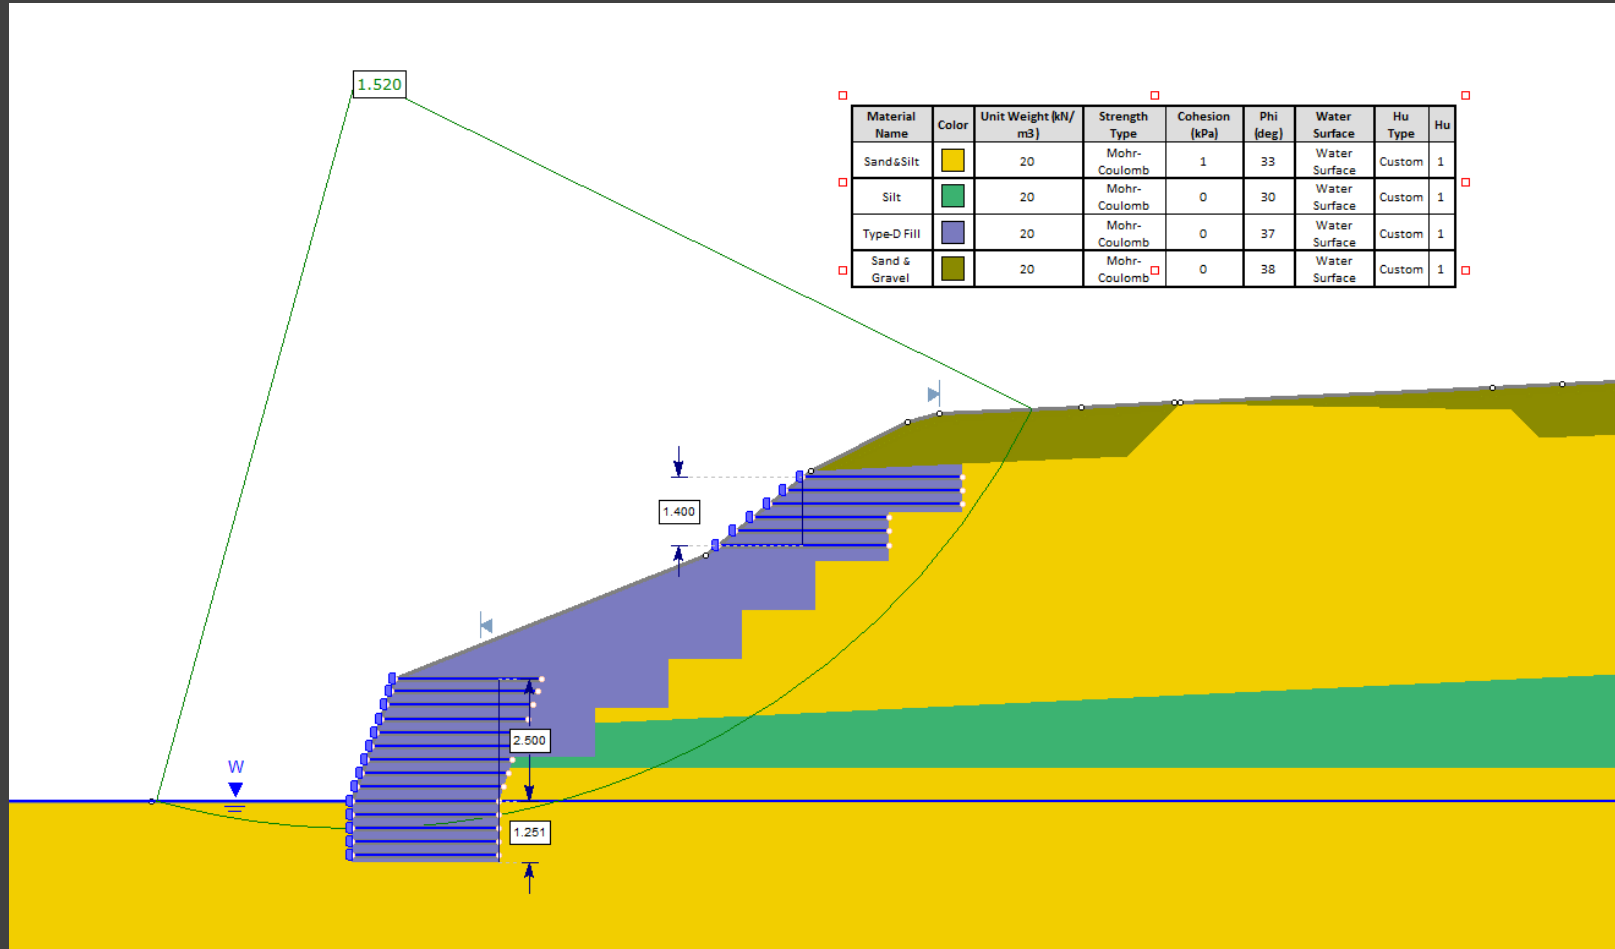 1.520
Material Name Color Unit Weight (kN/m3) Strength Type Cohesion (kPa) Phi (deg) Water Surface Hu Type Hu
Sand&Silt 20 Mohr-Coulomb 1 33 Water Surface Custom 1
Silt 20 Mohr-Coulomb 0 30 Water Surface Custom 1
Type-D Fill 20 Mohr-Coulomb 0 37 Water Surface Custom 1
Sand & Gravel 20 Mohr-Coulomb 0 38 Water Surface Custom 1
1.400
2.500
W
1.251